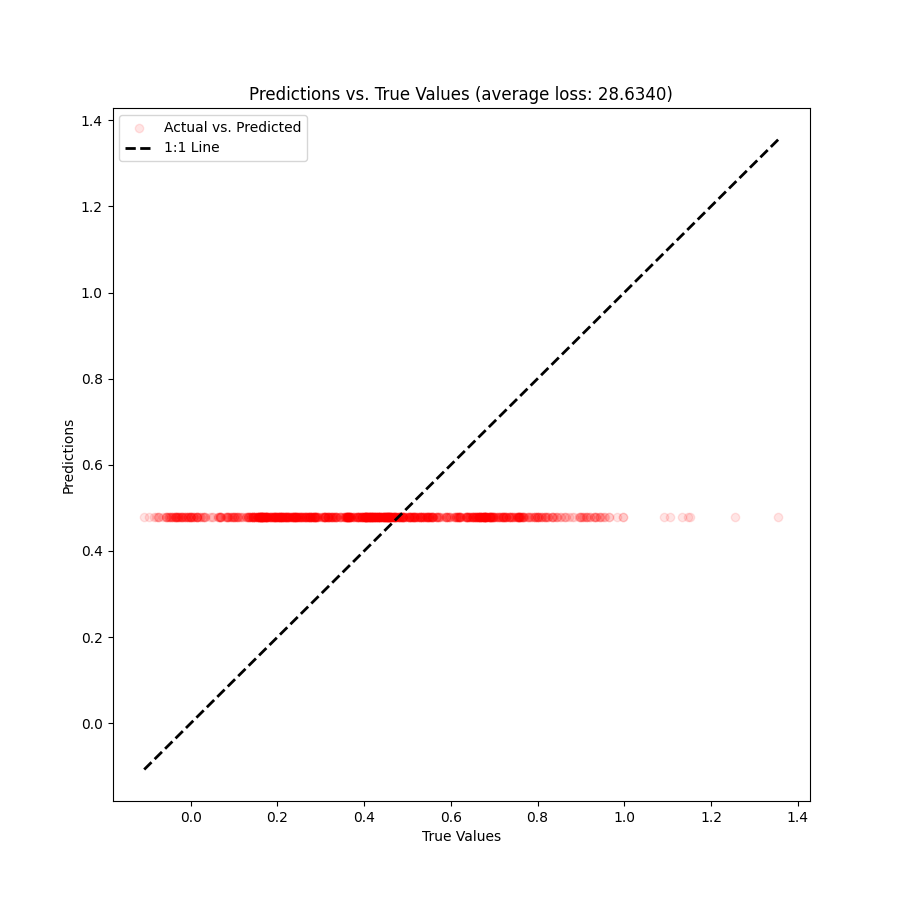 Predictions vs. True Values (average loss: 28.6340)
Actual vs. Predicted
1:1 Line
1.4
1.2
1.0
0.8
0.6
0.4
0.2
0.0
Predictions
0.0 0.2 0.4 0.6 0.8 1.0 1.2 1.4
True Values